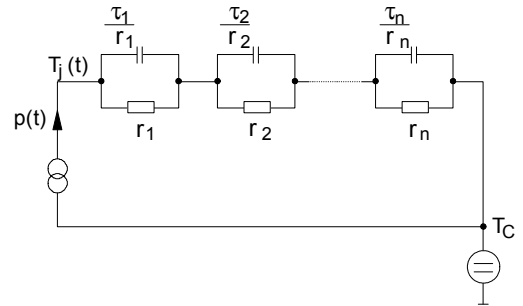 τ1 τ2 τn
r1 r2 rn
Tj(t)
p(t) r1 r2 rn
TC